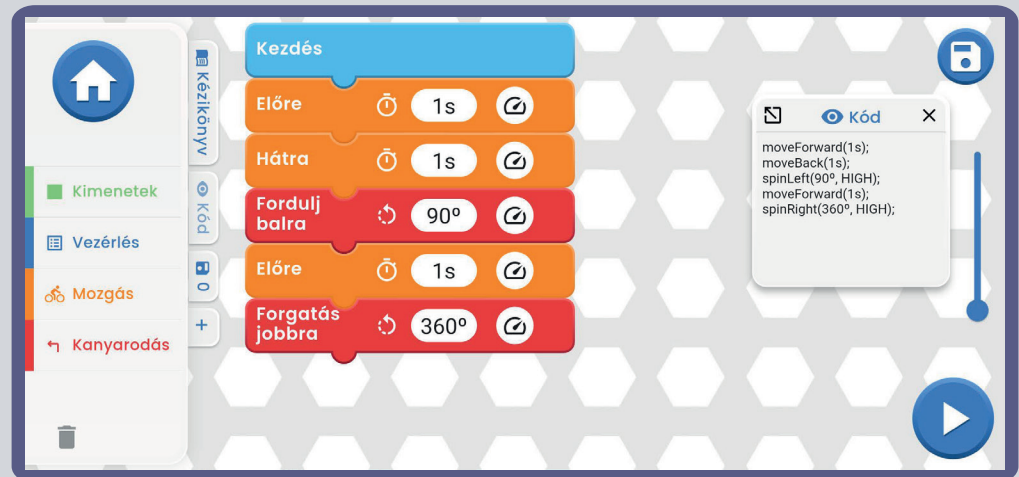 Kimenetek
Vezérlés
Mozgás
Kanyarodás
Kézikönyv
Kód
0
+
Kezdés
Előre 1s
Hátra 1s
Fordulj
balra 90º
Előre 1s
Forgatás
jobbra 360º
Kód
moveForward(1s);
moveBack(1s);
spinLeft(90º, HIGH);
moveForward(1s);
spinRight(360º, HIGH);